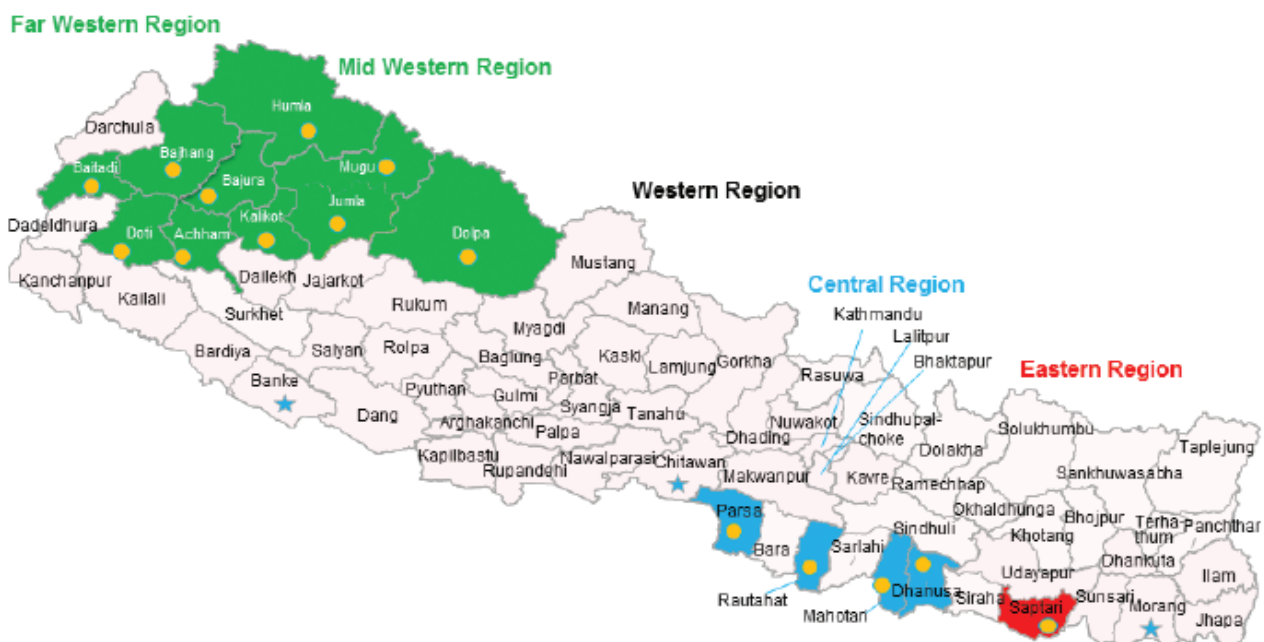 Far Western Region
Mid Western Region
Humla
Darchula
Bajhang
Baitadi
Mugu
Bajura
Jumla
Western Region
Kalikot
Dadeldhura
Doti
Achham
Dolpa
Mustang
Kanchanpur
Dailekh
Jajarkot
Kailali
Central Region
Rukum
Manang
Surkhet
Kathmandu
Myagdi
Lalitpur
Bardiya
Salyan
Rolpa
Baglung
Kaski
Lamjung
Gorkha
Bhaktapur
Eastern Region
Rasuwa
Banke
Parbat
Pyuthan
Gulmi
Syangja
Tanahu
Dang
Nuwakot
Sindhupal-
choke
Arghakanchi
Palpa
Dhading
Solukhumbu
Dolakha
Taplejung
Kapilbastu
Rupandehi
Nawalparasi
Chitawan
Makwanpur
Kavre
Ramechhap
Sankhuwasabha
Parsa
Okhaldhunga
Bhojpur
Terha-
thum
Panchthar
Bara
Sarlahi
Sindhuli
Khotang
Dhankuta
Udayapur
Ilam
Rautahat
Mahotari
Dhanusa
Siraha
Saptari
Sunsari
Morang
Jhapa